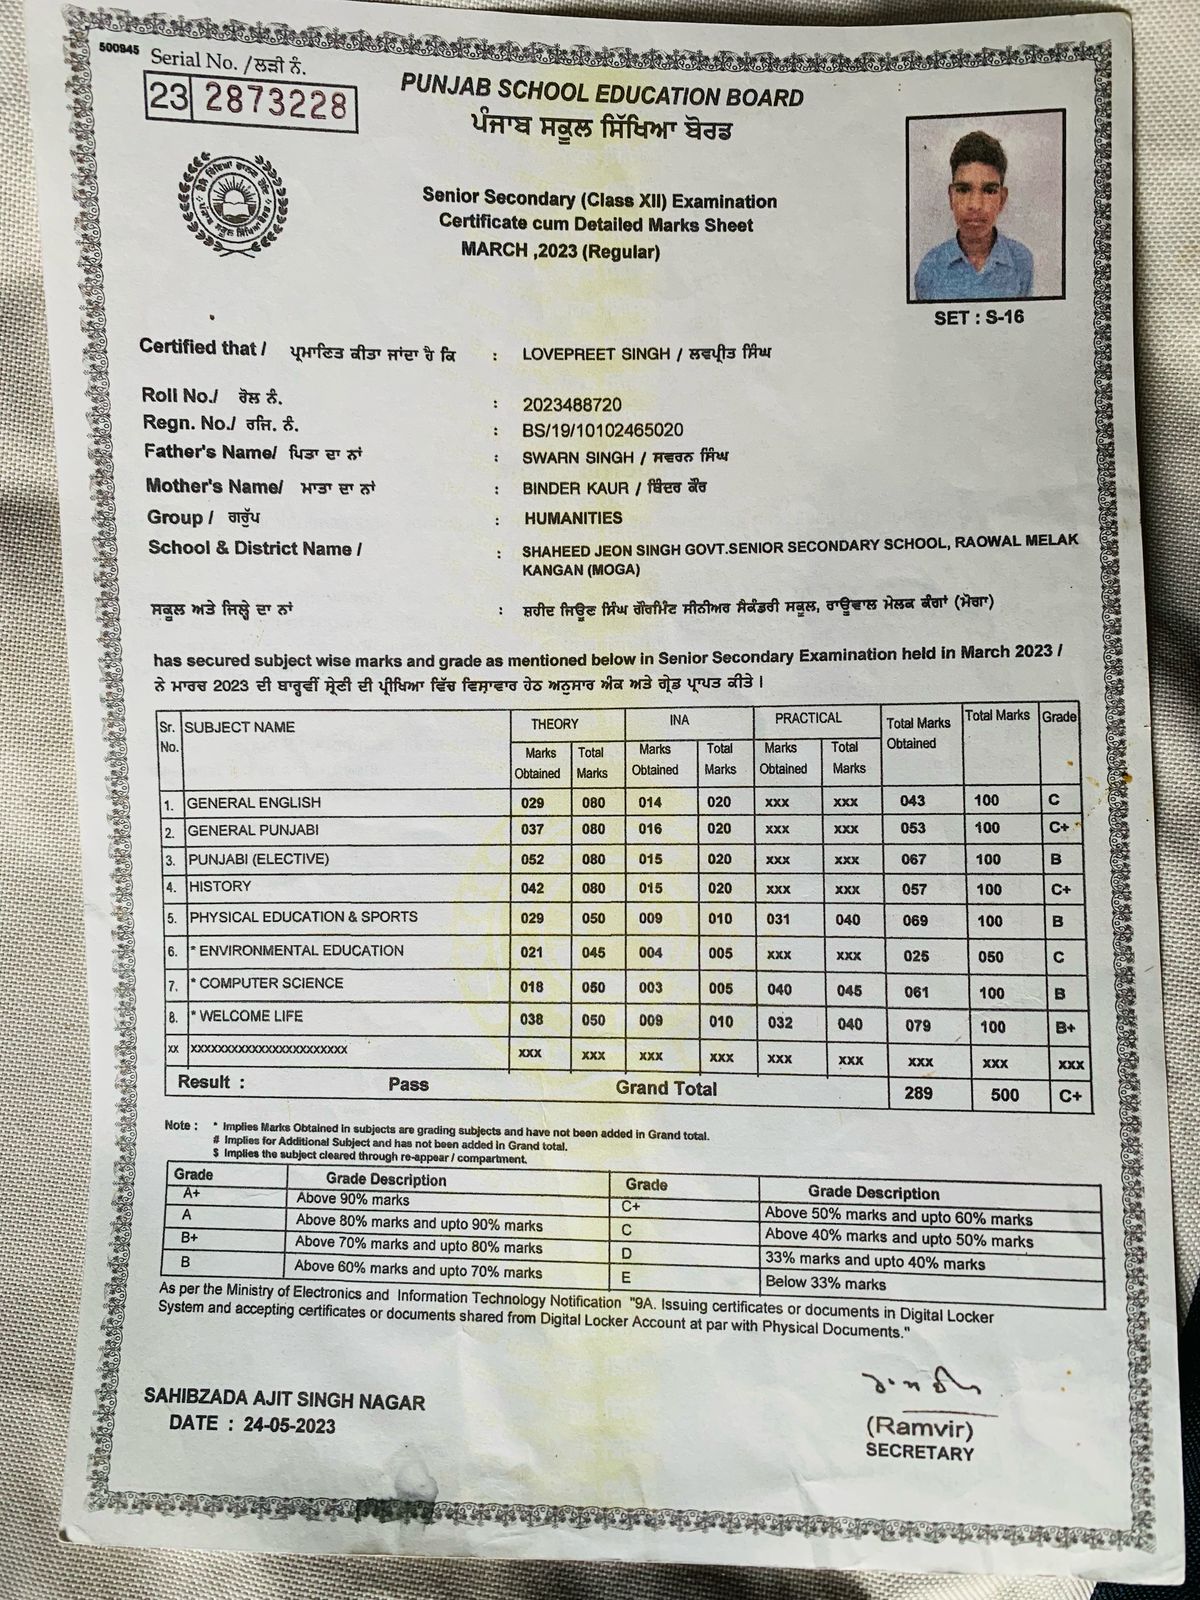 500945 Serial No. /ਲੜੀ ਨੰ.
23 2873228
PUNJAB SCHOOL EDUCATION BOARD
ਪੰਜਾਬ ਸਕੂਲ ਸਿੱਖਿਆ ਬੋਰਡ
Senior Secondary (Class XII) Examination
Certificate cum Detailed Marks Sheet
MARCH ,2023 (Regular)
SET : S-16
Certified that / ਪ੍ਰਮਾਣਿਤ ਕੀਤਾ ਜਾਂਦਾ ਹੈ ਕਿ : LOVEPREET SINGH / ਲਵਪ੍ਰੀਤ ਸਿੰਘ
Roll No./ ਰੋਲ ਨੰ. : 2023488720
Regn. No./ ਰਜਿ. ਨੰ. : BS/19/10102465020
Father's Name/ ਪਿਤਾ ਦਾ ਨਾਂ : SWARN SINGH / ਸਵਰਨ ਸਿੰਘ
Mother's Name/ ਮਾਤਾ ਦਾ ਨਾਂ : BINDER KAUR / ਬਿੰਦਰ ਕੌਰ
Group / ਗਰੁੱਪ : HUMANITIES
School & District Name / : SHAHEED JEON SINGH GOVT.SENIOR SECONDARY SCHOOL, RAOWAL MELAK
KANGAN (MOGA)
ਸਕੂਲ ਅਤੇ ਜਿਲ੍ਹੇ ਦਾ ਨਾਂ : ਸ਼ਹੀਦ ਜਿਊਣ ਸਿੰਘ ਗੌਰਮਿੰਟ ਸੀਨੀਅਰ ਸੈਕੰਡਰੀ ਸਕੂਲ, ਰਾਊਵਾਲ ਮੇਲਕ ਕੰਗਾਂ (ਮੋਗਾ)
has secured subject wise marks and grade as mentioned below in Senior Secondary Examination held in March 2023 /
ਨੇ ਮਾਰਚ 2023 ਦੀ ਬਾਰ੍ਹਵੀਂ ਸ਼੍ਰੇਣੀ ਦੀ ਪ੍ਰੀਖਿਆ ਵਿੱਚ ਵਿਸ਼ਾਵਾਰ ਹੇਠ ਅਨੁਸਾਰ ਅੰਕ ਅਤੇ ਗ੍ਰੇਡ ਪ੍ਰਾਪਤ ਕੀਤੇ ।
Sr. No. SUBJECT NAME THEORY INA PRACTICAL Total Marks Obtained Total Marks Grade
Marks Obtained Total Marks Marks Obtained Total Marks Marks Obtained Total Marks
1. GENERAL ENGLISH 029 080 014 020 xxx xxx 043 100 C
2. GENERAL PUNJABI 037 080 016 020 xxx xxx 053 100 C+
3. PUNJABI (ELECTIVE) 052 080 015 020 xxx xxx 067 100 B
4. HISTORY 042 080 015 020 xxx xxx 057 100 C+
5. PHYSICAL EDUCATION & SPORTS 029 050 009 010 031 040 069 100 B
6. * ENVIRONMENTAL EDUCATION 021 045 004 005 xxx xxx 025 050 C
7. * COMPUTER SCIENCE 018 050 003 005 040 045 061 100 B
8. * WELCOME LIFE 038 050 009 010 032 040 079 100 B+
xx xxxxxxxxxxxxxxxxxxxxxxx xxx xxx xxx xxx xxx xxx xxx xxx xxx
Result : Pass Grand Total 289 500 C+
Note : * Implies Marks Obtained in subjects are grading subjects and have not been added in Grand total.
# Implies for Additional Subject and has not been added in Grand total.
$ Implies the subject cleared through re-appear / compartment.
Grade Grade Description Grade Grade Description
A+ Above 90% marks C+ Above 50% marks and upto 60% marks
A Above 80% marks and upto 90% marks C Above 40% marks and upto 50% marks
B+ Above 70% marks and upto 80% marks D 33% marks and upto 40% marks
B Above 60% marks and upto 70% marks E Below 33% marks
As per the Ministry of Electronics and Information Technology Notification "9A. Issuing certificates or documents in Digital Locker
System and accepting certificates or documents shared from Digital Locker Account at par with Physical Documents."
SAHIBZADA AJIT SINGH NAGAR
DATE : 24-05-2023
(Ramvir)
SECRETARY